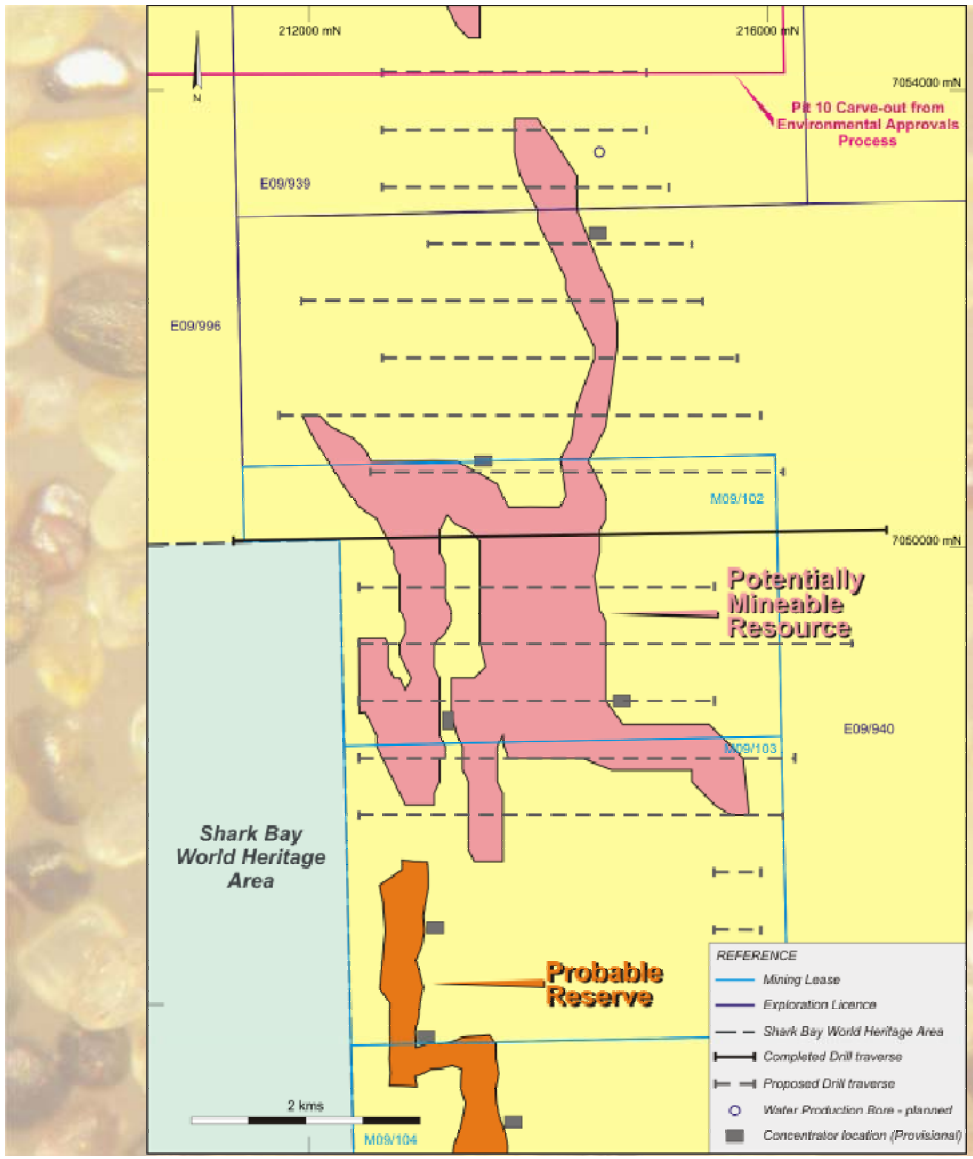 212000 mN
216000 mN
7054000 mN
N
Pit 10 Carve-out from
Environmental Approvals
Process
E09/939
E09/996
M09/102
7050000 mN
Potentially
Mineable
Resource
E09/940
M09/103
Shark Bay
World Heritage
Area
Probable
Reserve
REFERENCE
Mining Lease
Exploration Licence
Shark Bay World Heritage Area
Completed Drill traverse
Proposed Drill traverse
Water Production Bore - planned
Concentrator location (Provisional)
2 kms
M09/104